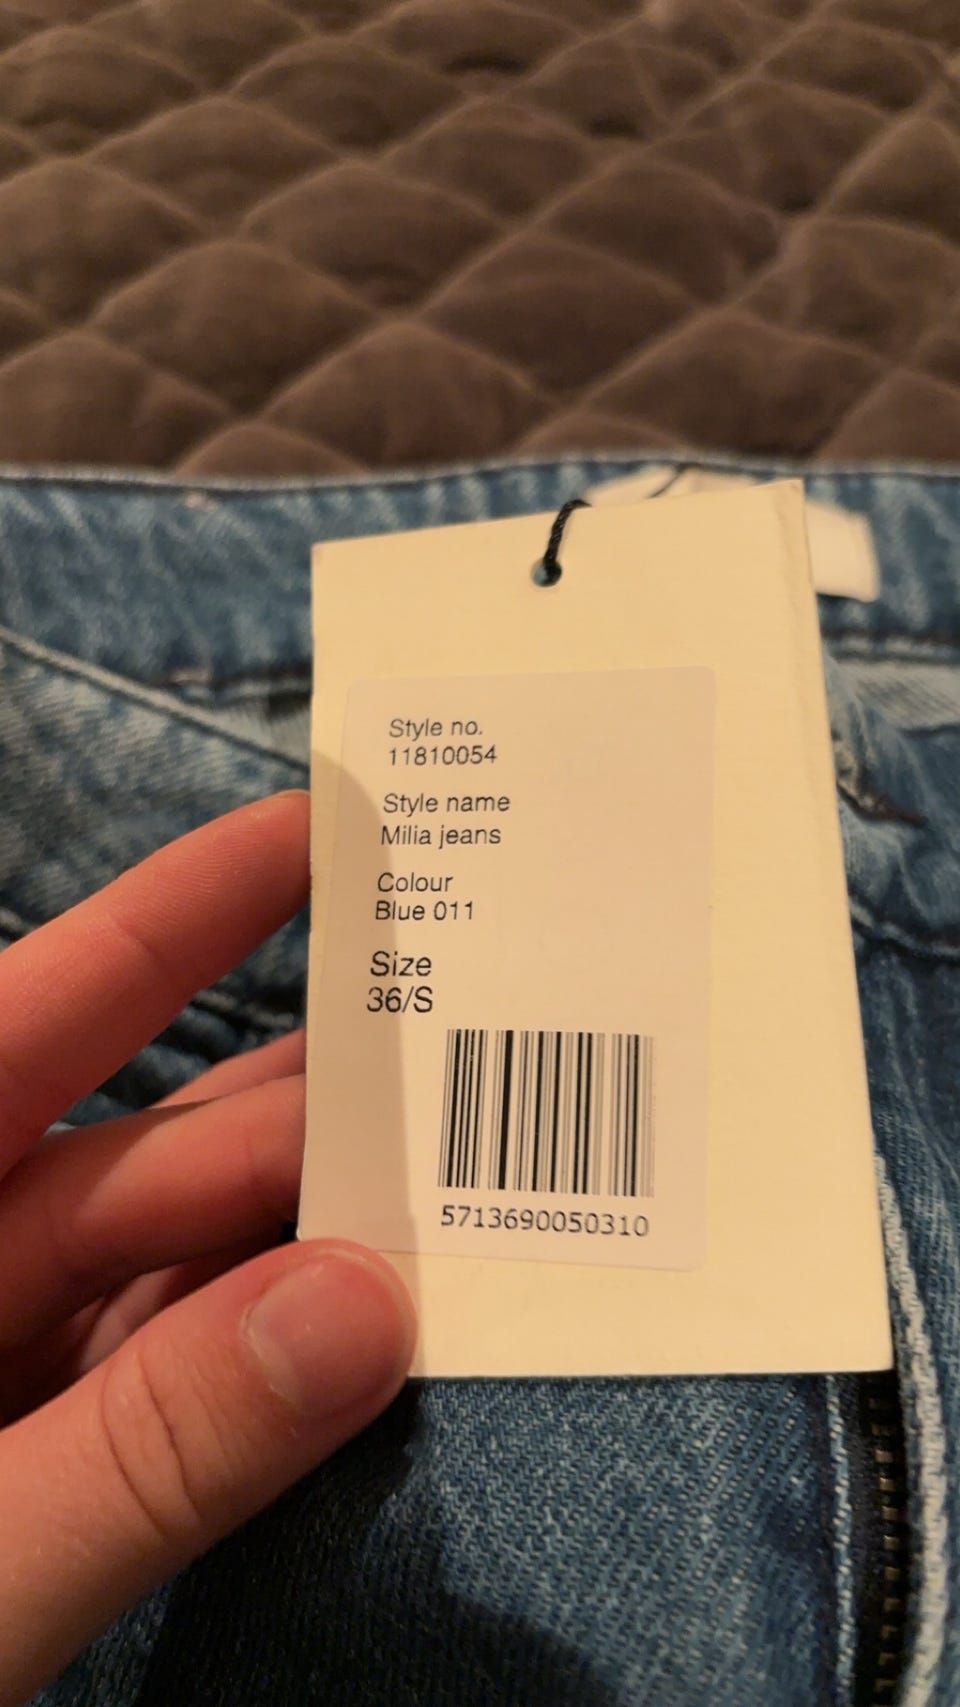 Style no.
11810054
Style name
Milia jeans
Colour
Blue 011
Size
36/S
5713690050310